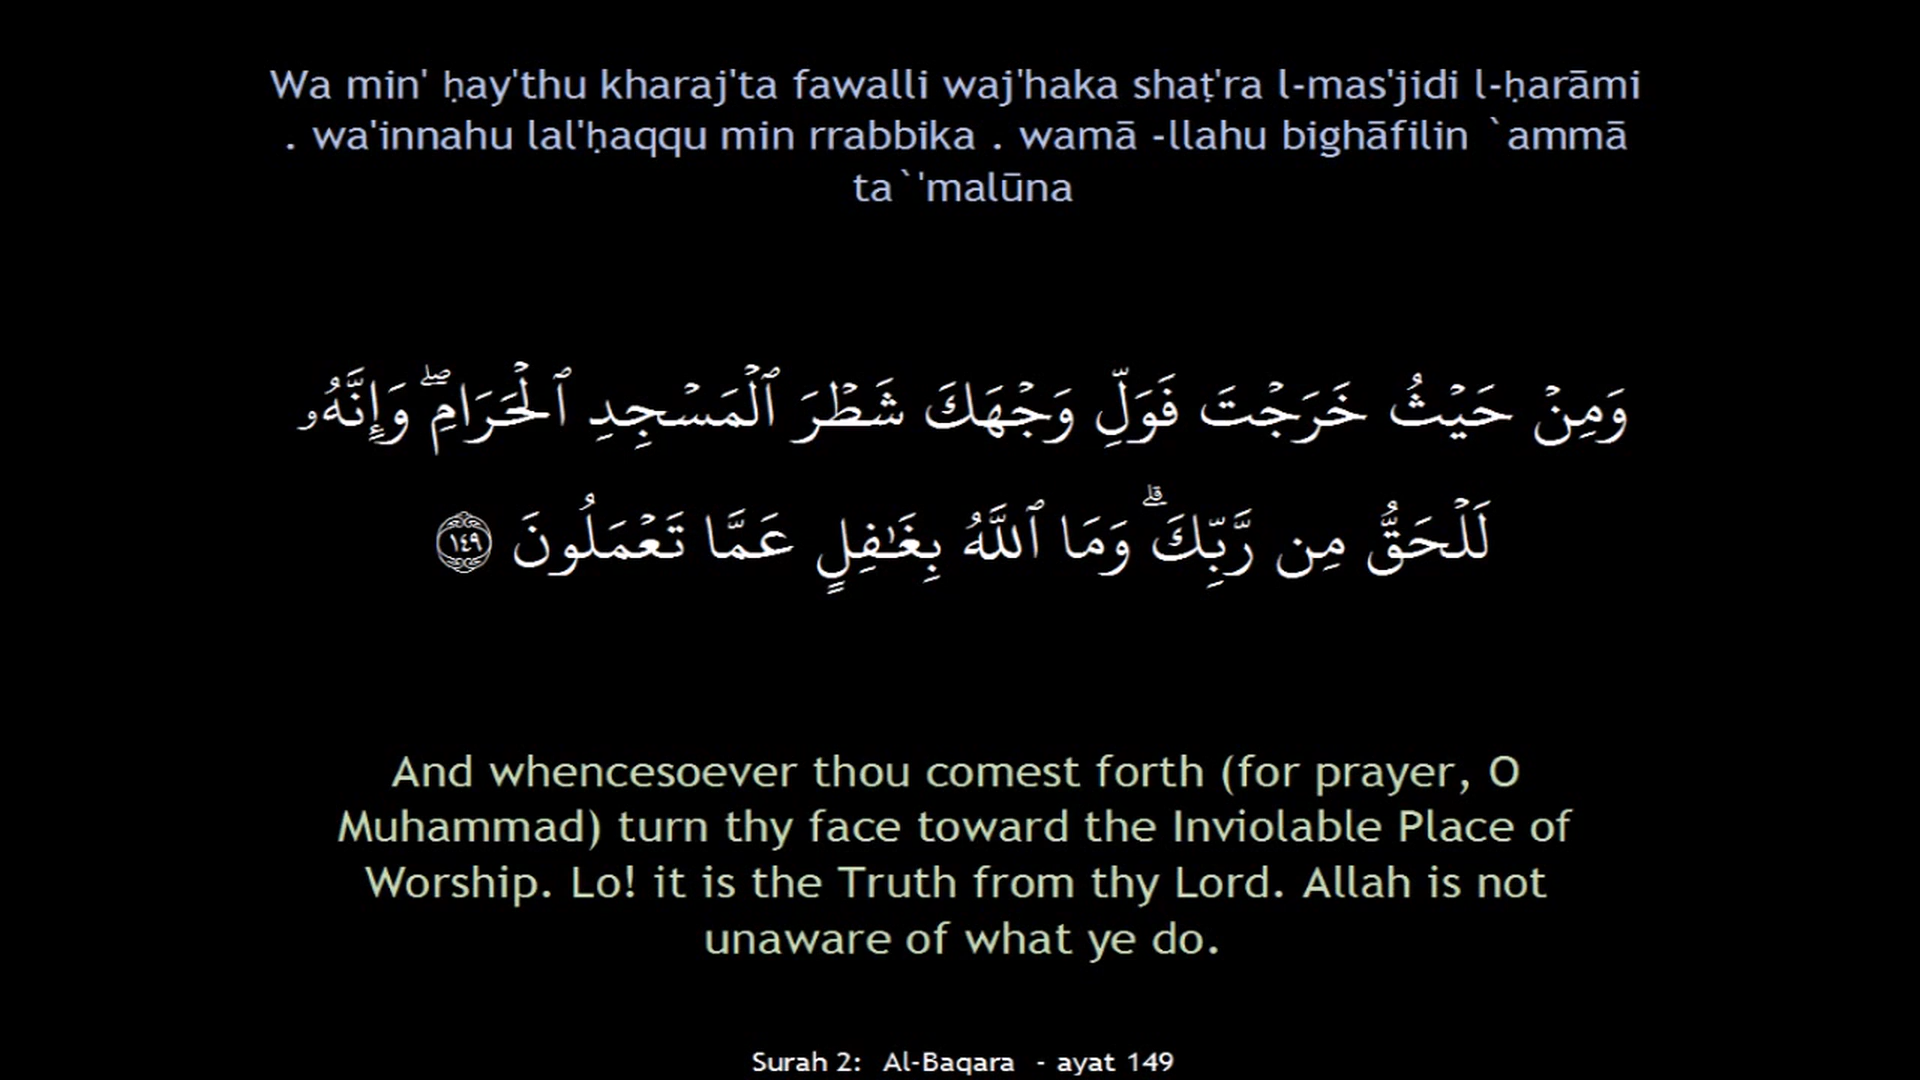 Wa min' ḥay'thu kharaj'ta fawalli waj'haka shaṭ'ra l-mas'jidi l-ḥarāmi
. wa'innahu lal'ḥaqqu min rrabbika . wamā -llahu bighāfilin `ammā
ta`'malūna
وَمِنۡ حَيۡثُ خَرَجۡتَ فَوَلِّ وَجۡهَكَ شَطۡرَ ٱلۡمَسۡجِدِ ٱلۡحَرَامِۖ وَإِنَّهُۥ
لَلۡحَقُّ مِن رَّبِّكَۗ وَمَا ٱللَّهُ بِغَٰفِلٍ عَمَّا تَعۡمَلُونَ ١٤٩
And whencesoever thou comest forth (for prayer, O
Muhammad) turn thy face toward the Inviolable Place of
Worship. Lo! it is the Truth from thy Lord. Allah is not
unaware of what ye do.
Surah 2: Al-Baqara - ayat 149